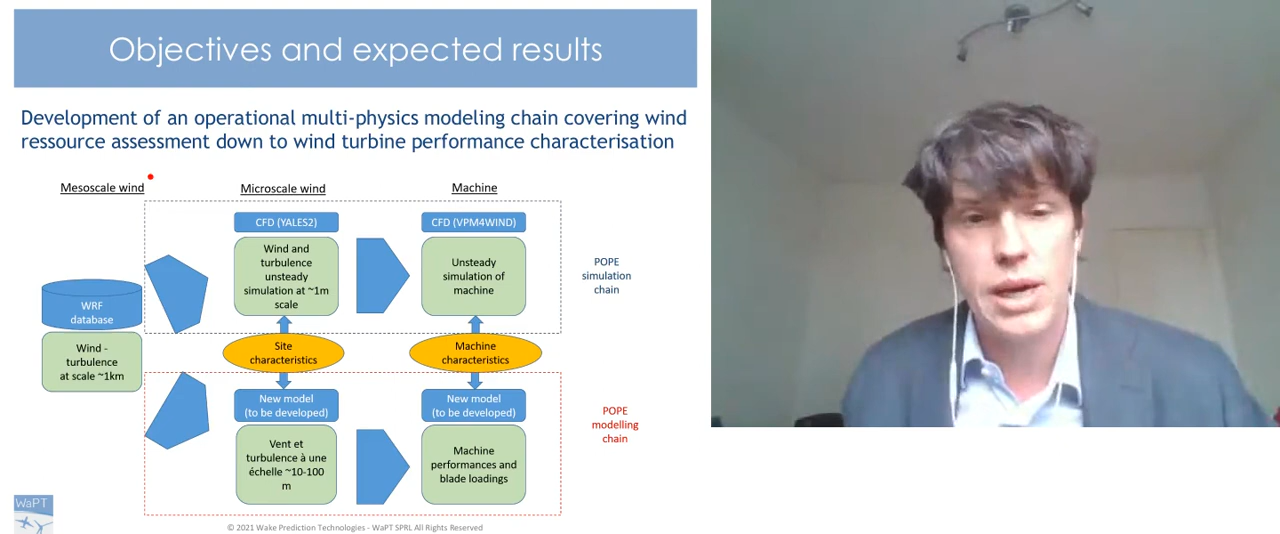 Objectives and expected results
Development of an operational multi-physics modeling chain covering wind
ressource assessment down to wind turbine performance characterisation
Mesoscale wind
Microscale wind
Machine
CFD (YALES2)
CFD (VPM4WIND)
Wind and
turbulence
unsteady
simulation at ~1m
scale
Unsteady
simulation of
machine
POPE
simulation
chain
WRF
database
Wind -
turbulence
at scale ~1km
Site
characteristics
Machine
characteristics
New model
(to be developed)
New model
(to be developed)
Vent et
turbulence à une
échelle ~10-100
m
Machine
performances and
blade loadings
POPE
modelling
chain
WaPT
© 2021 Wake Prediction Technologies - WaPT SPRL All Rights Reserved